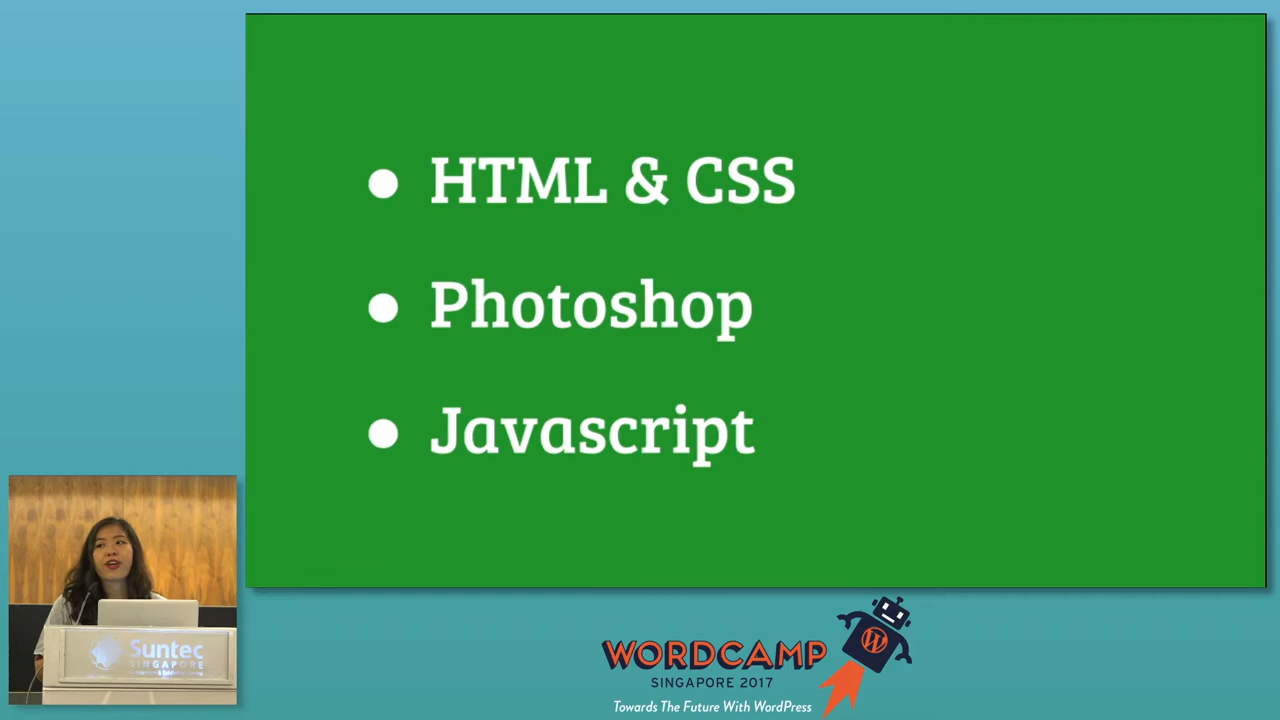 ● HTML & CSS
● Photoshop
● Javascript
Suntec
SINGAPORE
WORDCAMP
SINGAPORE 2017
Towards The Future With WordPress